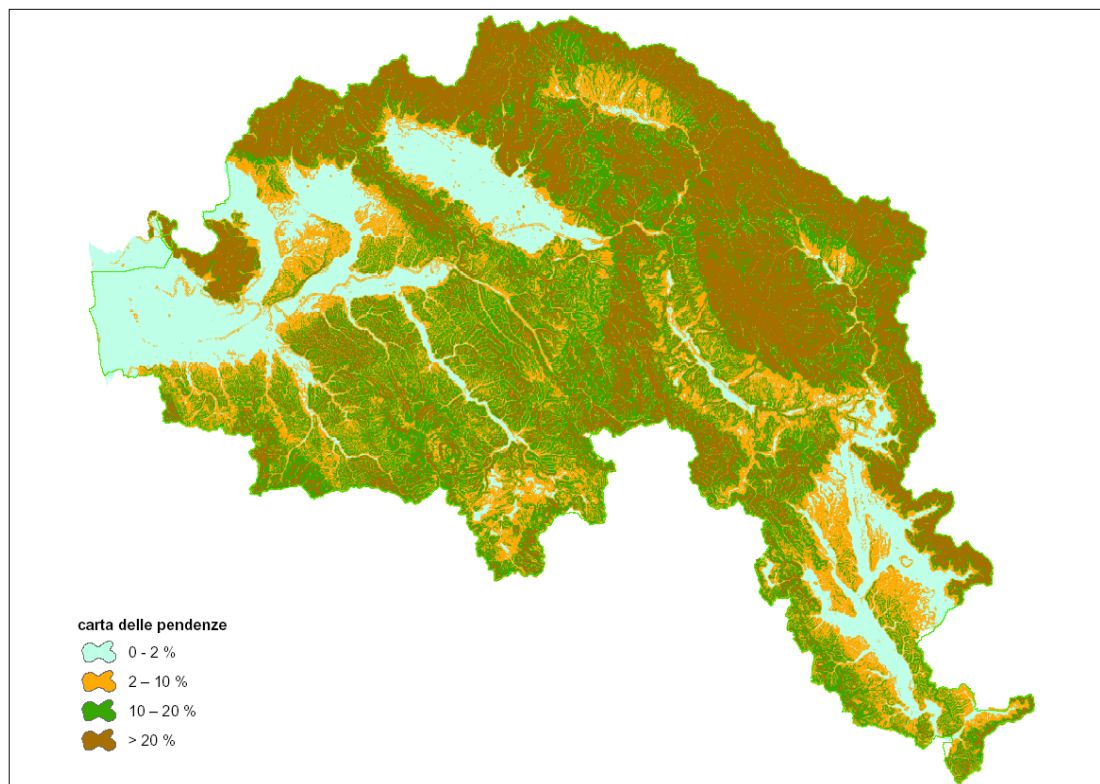 carta delle pendenze
0 - 2 %
2 – 10 %
10 – 20 %
> 20 %